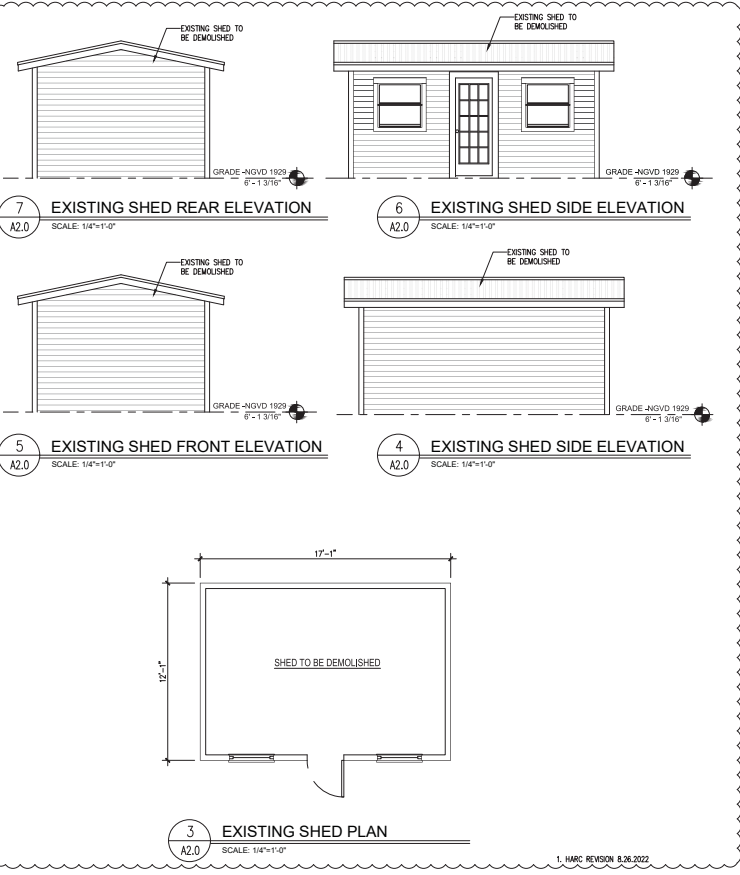 EXISTING SHED TO
BE DEMOLISHED
GRADE -NGVD 1929
6' - 1 3/16"
7
A2.0
EXISTING SHED REAR ELEVATION
SCALE: 1/4"=1'-0"
EXISTING SHED TO
BE DEMOLISHED
GRADE -NGVD 1929
6' - 1 3/16"
6
A2.0
EXISTING SHED SIDE ELEVATION
SCALE: 1/4"=1'-0"
EXISTING SHED TO
BE DEMOLISHED
GRADE -NGVD 1929
6' - 1 3/16"
5
A2.0
EXISTING SHED FRONT ELEVATION
SCALE: 1/4"=1'-0"
EXISTING SHED TO
BE DEMOLISHED
GRADE -NGVD 1929
6' - 1 3/16"
4
A2.0
EXISTING SHED SIDE ELEVATION
SCALE: 1/4"=1'-0"
17'-1"
12'-1"
SHED TO BE DEMOLISHED
3
A2.0
EXISTING SHED PLAN
SCALE: 1/4"=1'-0"
1. HARC REVISION 8.26.2022